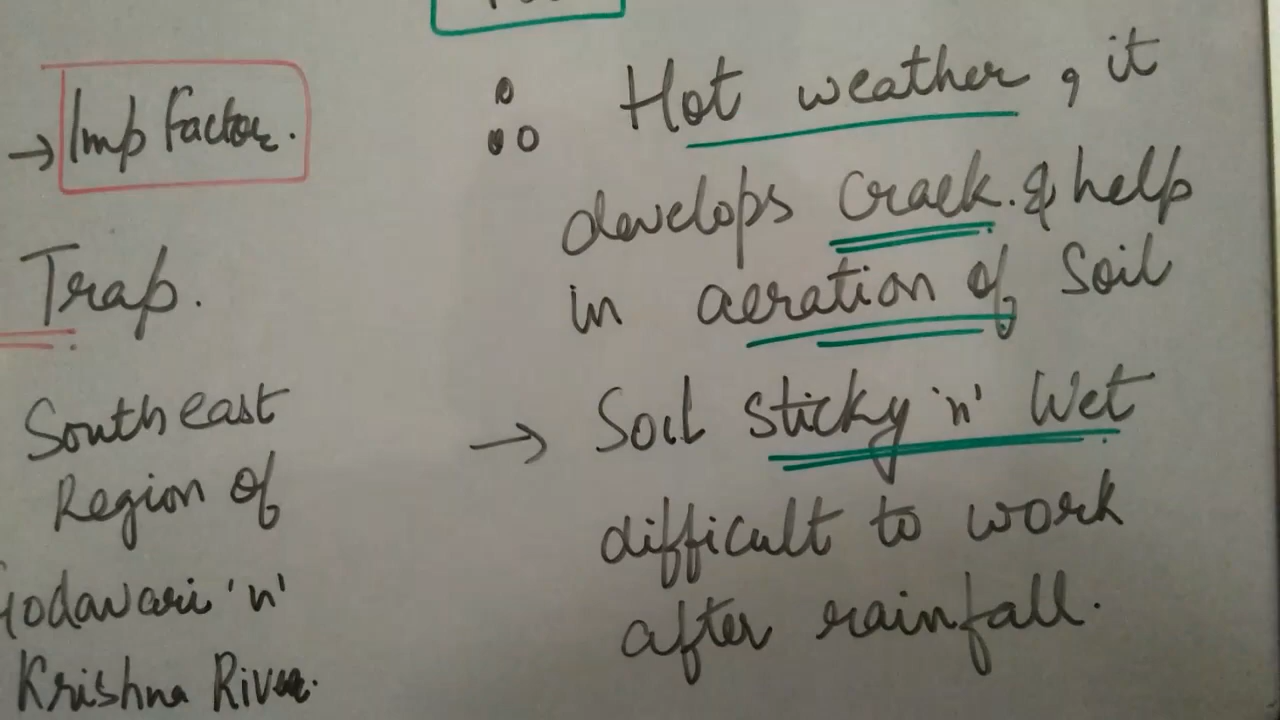 → Imp Factor.
Trap.
South east
Region of
Godavari 'n'
Krishna River.
∴ Hot weather, it
develops crack. & help
in aeration of Soil
→ Soil sticky 'n' Wet
difficult to work
after rainfall.